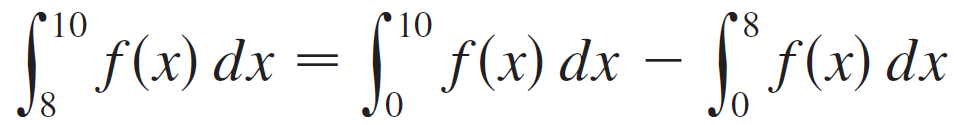 ∫₈¹⁰ f(x) dx = ∫₀¹⁰ f(x) dx − ∫₀⁸ f(x) dx